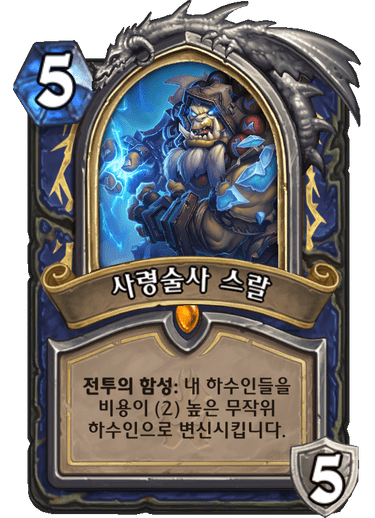 5
사령술사 스랄
전투의 함성: 내 하수인들을
비용이 (2) 높은 무작위
하수인으로 변신시킵니다.
5